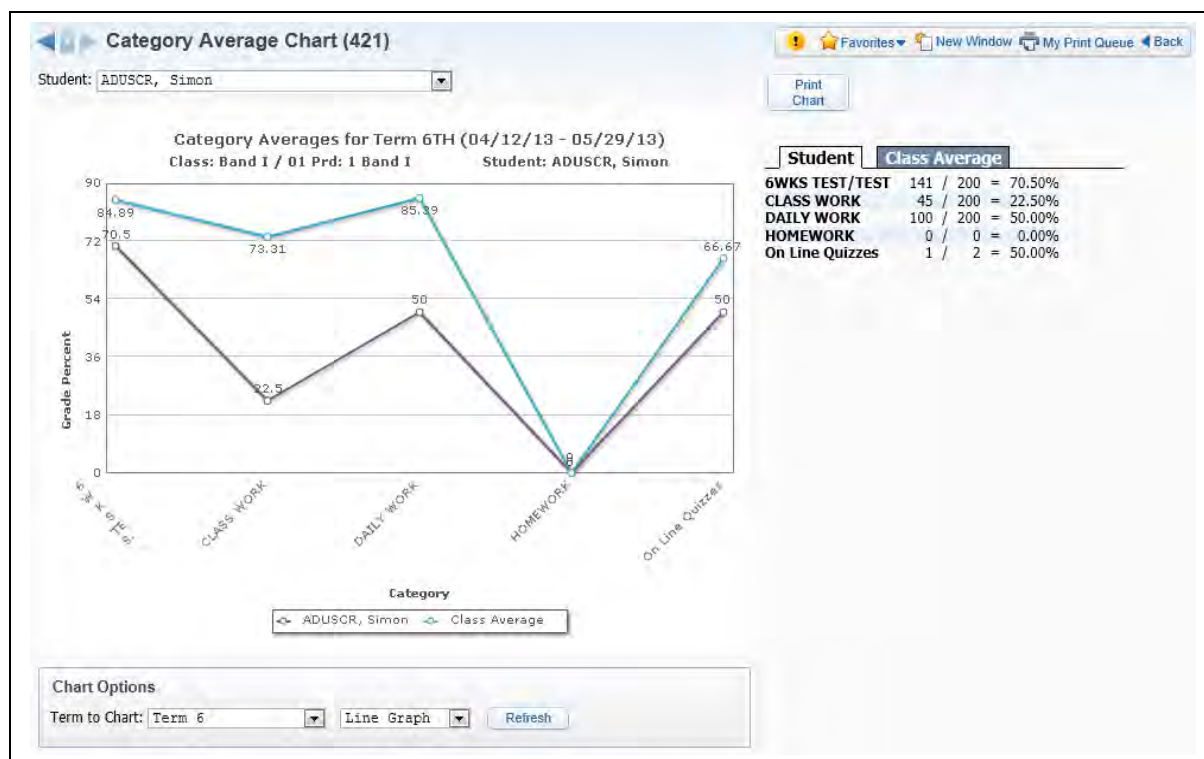 Category Average Chart (421)
Favorites New Window My Print Queue Back
Student: ADUSCR, Simon
Print
Chart
Category Averages for Term 6TH (04/12/13 - 05/29/13)
Class: Band I / 01 Prd: 1 Band I Student: ADUSCR, Simon
Student Class Average
6WKS TEST/TEST 141 / 200 = 70.50%
CLASS WORK 45 / 200 = 22.50%
DAILY WORK 100 / 200 = 50.00%
HOMEWORK 0 / 0 = 0.00%
On Line Quizzes 1 / 2 = 50.00%
Grade Percent
90
72
54
36
18
0
84.89
73.31
85.39
66.67
70.5
22.5
50
0
50
CLASS WORK
DAILY WORK
HOMEWORK
On Line Quizzes
Category
ADUSCR, Simon Class Average
Chart Options
Term to Chart: Term 6 Line Graph Refresh